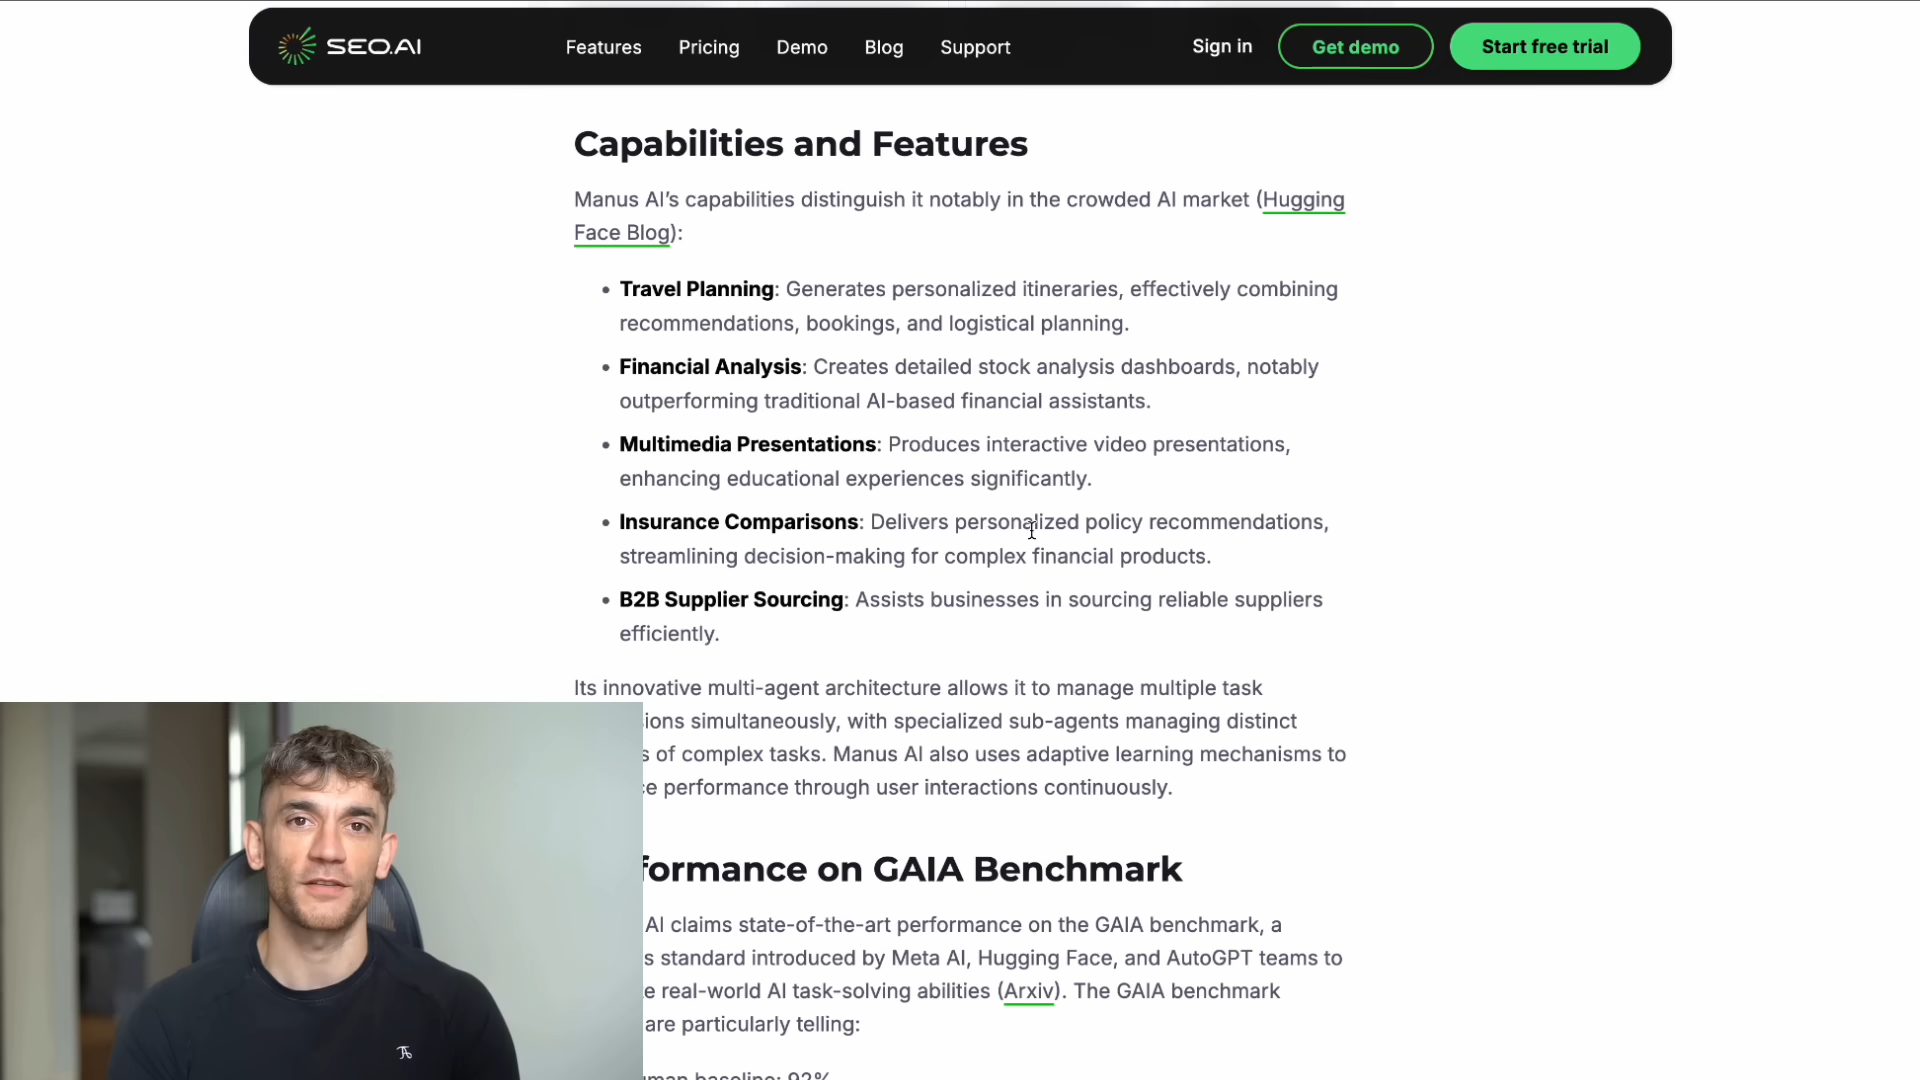 SEO.AI
Features
Pricing
Demo
Blog
Support
Sign in
Get demo
Start free trial
Capabilities and Features
Manus AI's capabilities distinguish it notably in the crowded AI market (Hugging
Face Blog):
• Travel Planning: Generates personalized itineraries, effectively combining
recommendations, bookings, and logistical planning.
• Financial Analysis: Creates detailed stock analysis dashboards, notably
outperforming traditional AI-based financial assistants.
• Multimedia Presentations: Produces interactive video presentations,
enhancing educational experiences significantly.
• Insurance Comparisons: Delivers personalized policy recommendations,
streamlining decision-making for complex financial products.
• B2B Supplier Sourcing: Assists businesses in sourcing reliable suppliers
efficiently.
Its innovative multi-agent architecture allows it to manage multiple task
simultaneously, with specialized sub-agents managing distinct
of complex tasks. Manus AI also uses adaptive learning mechanisms to
performance through user interactions continuously.
on GAIA Benchmark
AI claims state-of-the-art performance on the GAIA benchmark, a
standard introduced by Meta AI, Hugging Face, and AutoGPT teams to
real-world AI task-solving abilities (Arxiv). The GAIA benchmark
are particularly telling:
baseline: 92%